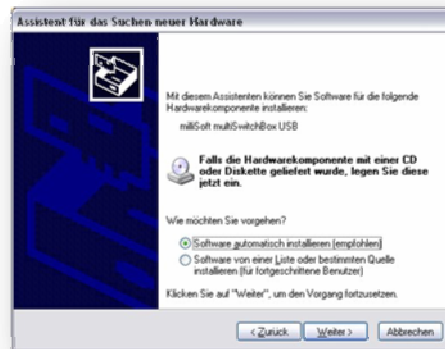 Assistent für das Suchen neuer Hardware
Mit diesem Assistenten können Sie Software für die folgende
Hardwarekomponente installieren:
milliSoft multiSwitchBox USB
Falls die Hardwarekomponente mit einer CD
oder Diskette geliefert wurde, legen Sie diese
jetzt ein.
Wie möchten Sie vorgehen?
Software automatisch installieren (empfohlen)
Software von einer Liste oder bestimmten Quelle
installieren (für fortgeschrittene Benutzer)
Klicken Sie auf "Weiter", um den Vorgang fortzusetzen.
< Zurück Weiter > Abbrechen